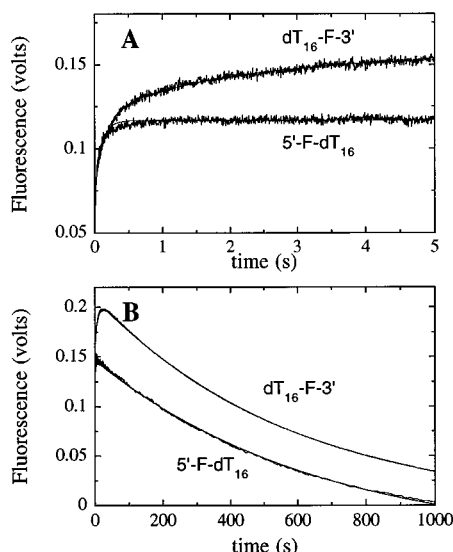 A
dT₁₆-F-3'
5'-F-dT₁₆
0.15
0.1
0.05
0 1 2 3 4 5
Fluorescence (volts)
time (s)
B
dT₁₆-F-3'
5'-F-dT₁₆
0.2
0.15
0.1
0.05
0
0 200 400 600 800 1000
Fluorescence (volts)
time (s)